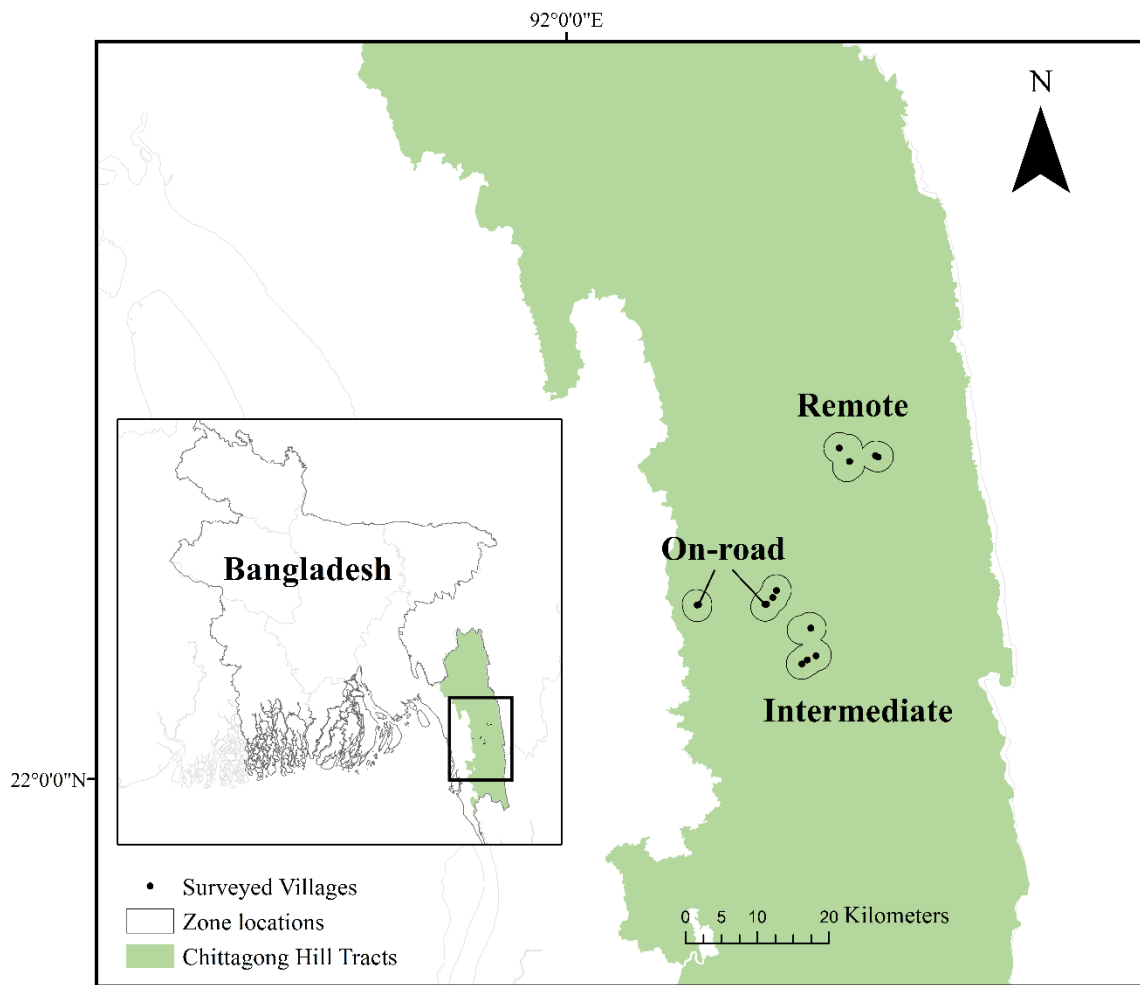 92°0'0"E
N
Remote
On-road
Bangladesh
Intermediate
22°0'0"N
Surveyed Villages
Zone locations
Chittagong Hill Tracts
0 5 10 20 Kilometers